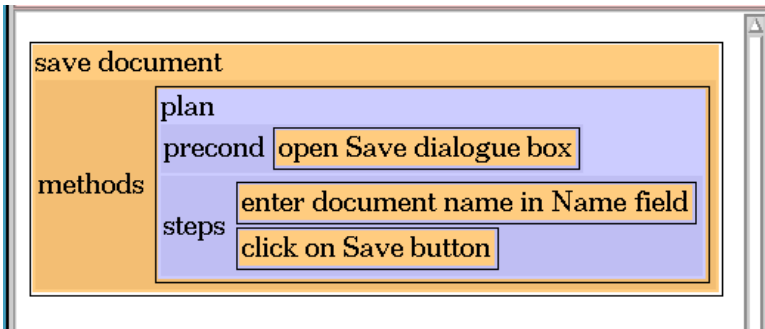 save document
plan
precond open Save dialogue box
methods
enter document name in Name field
steps
click on Save button